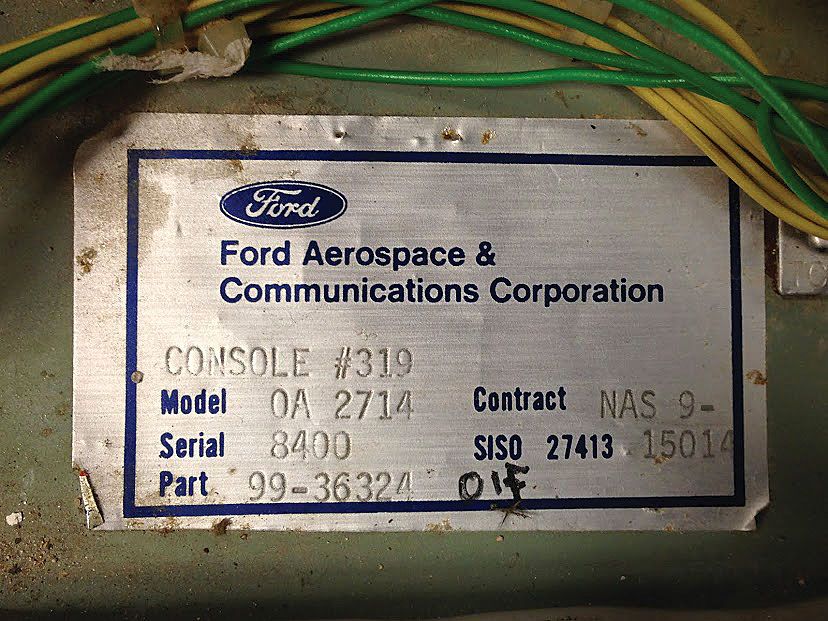 Ford
Ford Aerospace &
Communications Corporation
CONSOLE #319
Model OA 2714 Contract NAS 9-
Serial 8400 SISO 27413 -15014
Part 99-36324 01F
TO